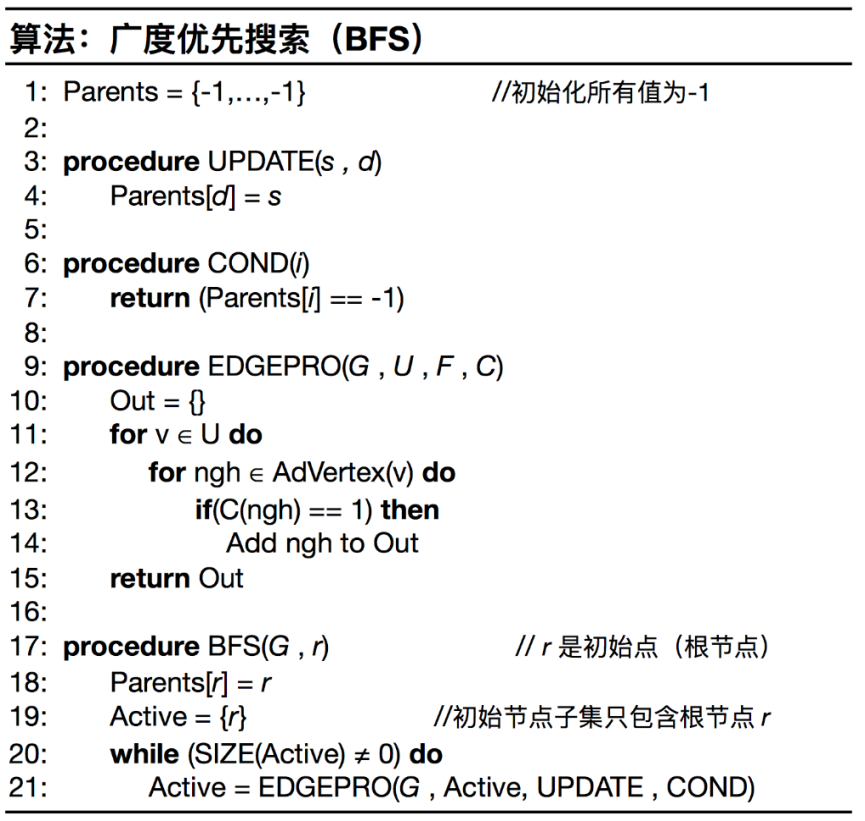 算法：广度优先搜索（BFS）
1: Parents = {-1,...,-1} //初始化所有值为-1
2:
3: procedure UPDATE(s , d)
4: Parents[d] = s
5:
6: procedure COND(i)
7: return (Parents[i] == -1)
8:
9: procedure EDGEPRO(G , U , F , C)
10: Out = {}
11: for v ∈ U do
12: for ngh ∈ AdVertex(v) do
13: if(C(ngh) == 1) then
14: Add ngh to Out
15: return Out
16:
17: procedure BFS(G , r) // r 是初始点（根节点）
18: Parents[r] = r
19: Active = {r} //初始节点子集只包含根节点 r
20: while (SIZE(Active) ≠ 0) do
21: Active = EDGEPRO(G , Active, UPDATE , COND)